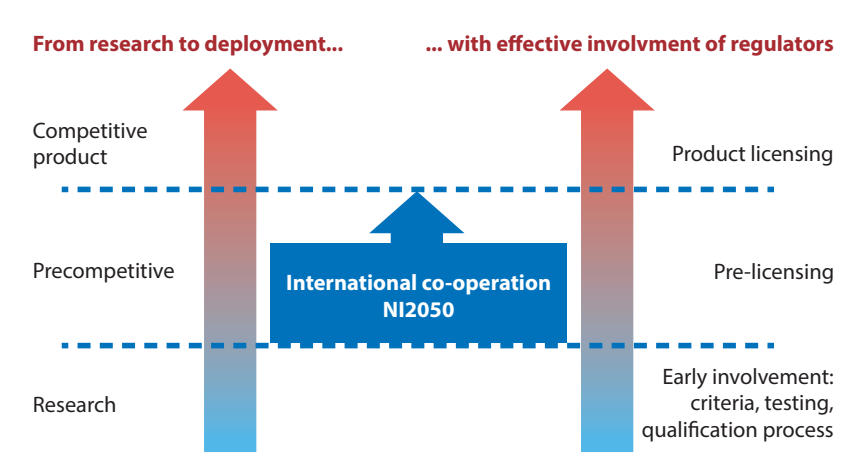 From research to deployment...
... with effective involvment of regulators
Competitive
product
Product licensing
Precompetitive
International co-operation
NI2050
Pre-licensing
Research
Early involvement:
criteria, testing,
qualification process